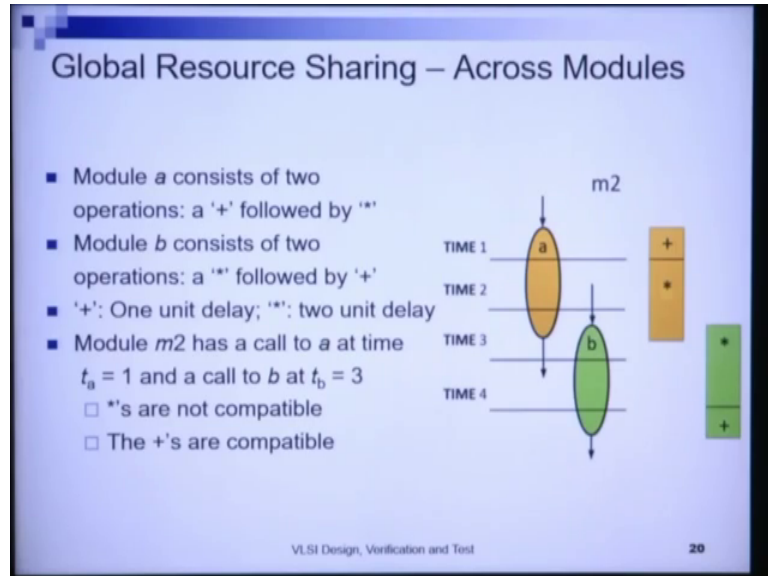 Global Resource Sharing – Across Modules
■ Module a consists of two
operations: a ‘+’ followed by ‘*’
■ Module b consists of two
operations: a ‘*’ followed by ‘+’
■ ‘+’: One unit delay; ‘*’: two unit delay
■ Module m2 has a call to a at time
ta = 1 and a call to b at tb = 3
□ *’s are not compatible
□ The +’s are compatible
m2
TIME 1
TIME 2
TIME 3
TIME 4
a
b
+
*
*
+
VLSI Design, Verification and Test
20